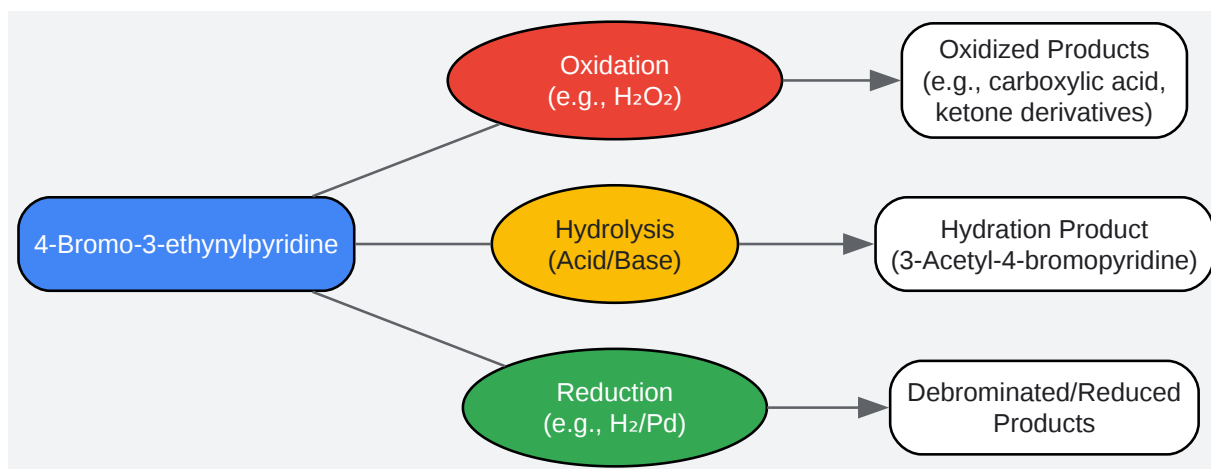 4-Bromo-3-ethynylpyridine
Oxidation
(e.g., H₂O₂)
Oxidized Products
(e.g., carboxylic acid,
ketone derivatives)
Hydrolysis
(Acid/Base)
Hydration Product
(3-Acetyl-4-bromopyridine)
Reduction
(e.g., H₂/Pd)
Debrominated/Reduced
Products